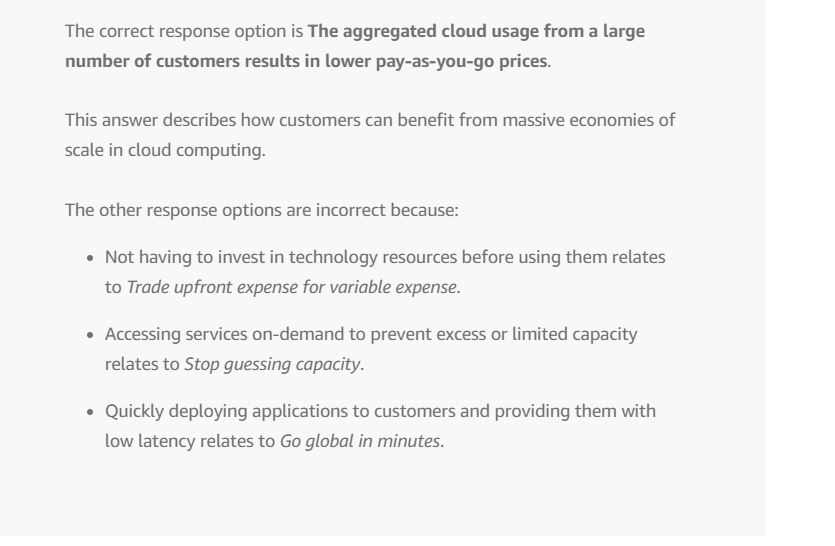 The correct response option is The aggregated cloud usage from a large
number of customers results in lower pay-as-you-go prices.
This answer describes how customers can benefit from massive economies of
scale in cloud computing.
The other response options are incorrect because:
• Not having to invest in technology resources before using them relates
to Trade upfront expense for variable expense.
• Accessing services on-demand to prevent excess or limited capacity
relates to Stop guessing capacity.
• Quickly deploying applications to customers and providing them with
low latency relates to Go global in minutes.